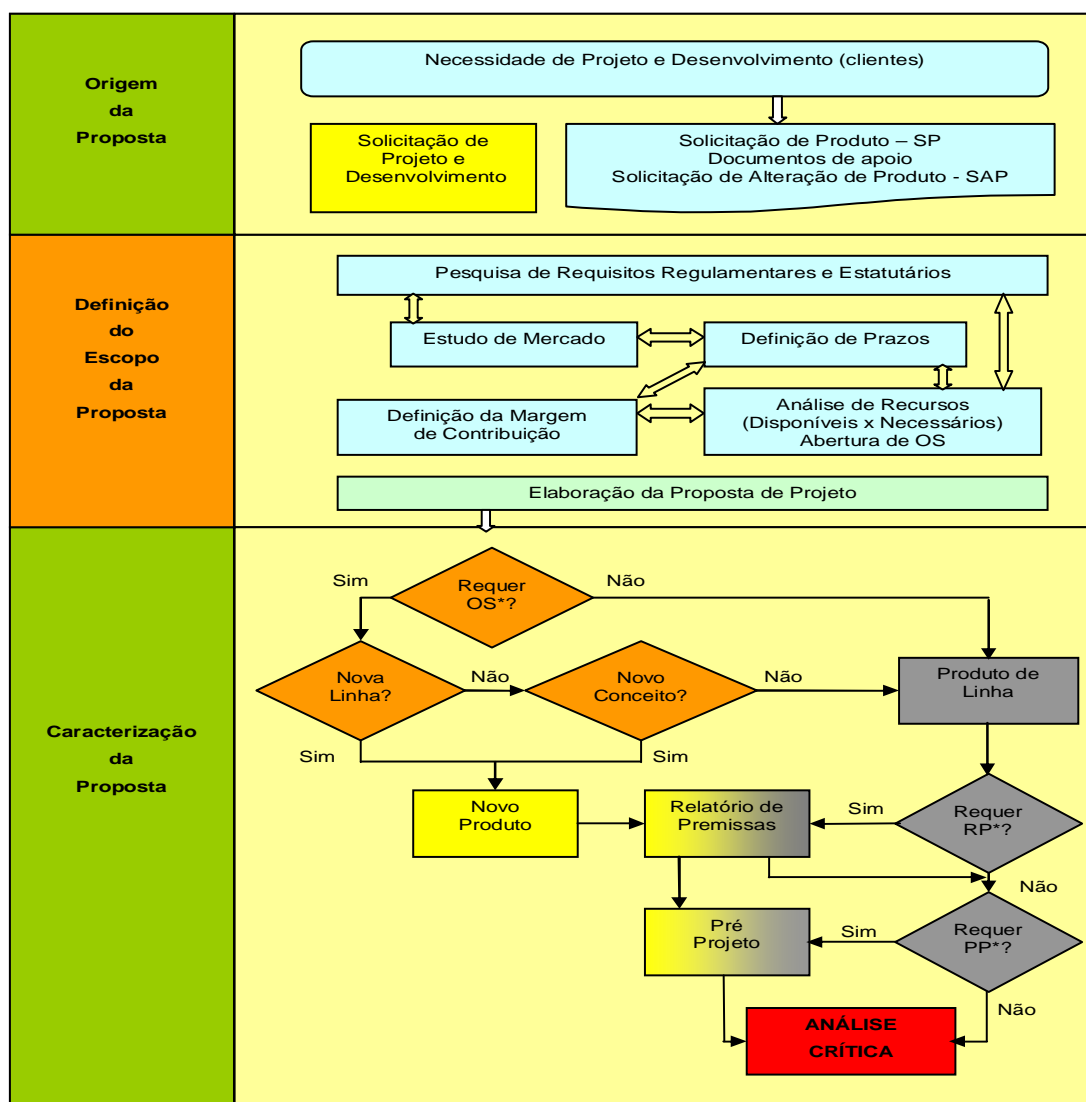 Origem
da
Proposta
Necessidade de Projeto e Desenvolvimento (clientes)
Solicitação de
Projeto e
Desenvolvimento
Solicitação de Produto – SP
Documentos de apoio
Solicitação de Alteração de Produto - SAP
Definição
do
Escopo
da
Proposta
Pesquisa de Requisitos Regulamentares e Estatutários
Estudo de Mercado
Definição de Prazos
Definição da Margem
de Contribuição
Análise de Recursos
(Disponíveis x Necessários)
Abertura de OS
Elaboração da Proposta de Projeto
Caracterização
da
Proposta
Sim
Requer
OS*?
Não
Nova
Linha?
Não
Novo
Conceito?
Não
Produto de
Linha
Sim
Sim
Novo
Produto
Relatório de
Premissas
Sim
Requer
RP*?
Não
Pré
Projeto
Sim
Requer
PP*?
Não
ANÁLISE
CRÍTICA